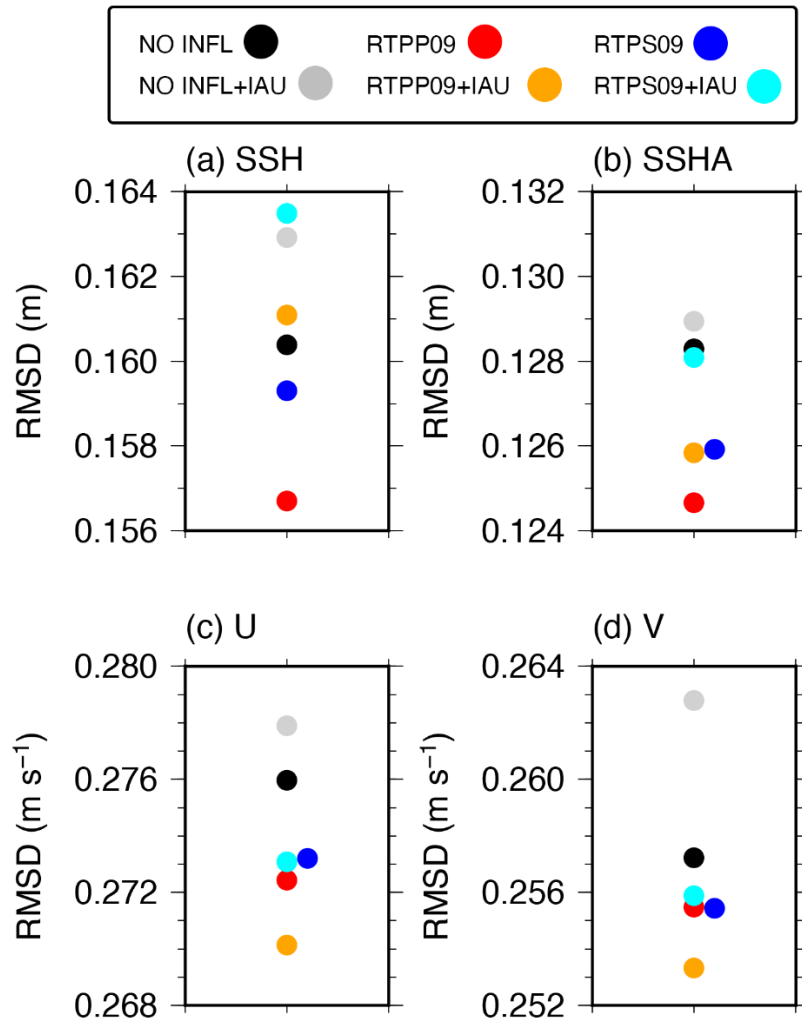 NO INFL RTPP09 RTPS09
NO INFL+IAU RTPP09+IAU RTPS09+IAU
(a) SSH
0.164
0.162
0.160
0.158
0.156
RMSD (m)
(b) SSHA
0.132
0.130
0.128
0.126
0.124
RMSD (m)
(c) U
0.280
0.276
0.272
0.268
RMSD (m s⁻¹)
(d) V
0.264
0.260
0.256
0.252
RMSD (m s⁻¹)